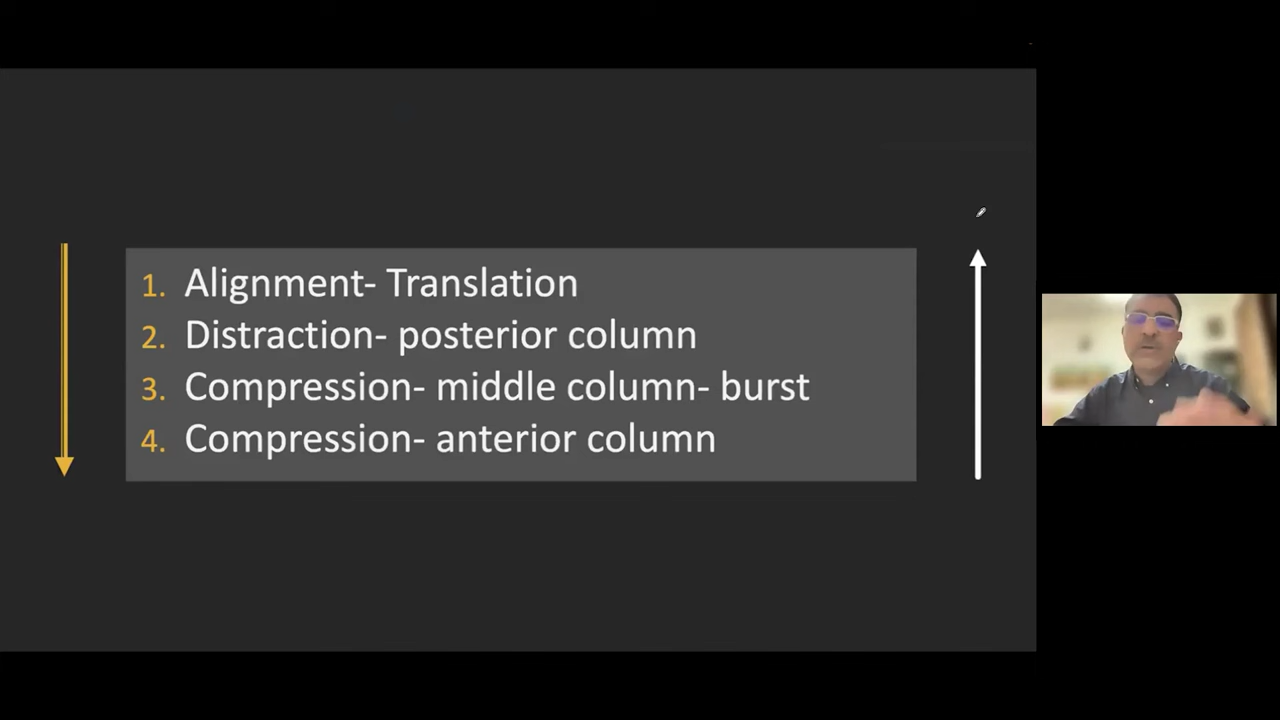 1. Alignment- Translation
2. Distraction- posterior column
3. Compression- middle column- burst
4. Compression- anterior column